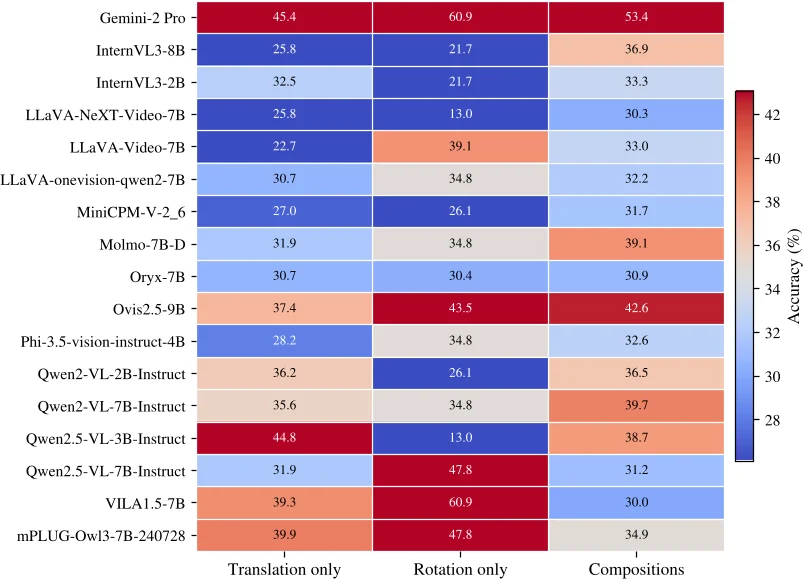 Gemini-2 Pro 45.4 60.9 53.4
InternVL3-8B 25.8 21.7 36.9
InternVL3-2B 32.5 21.7 33.3
LLaVA-NeXT-Video-7B 25.8 13.0 30.3
LLaVA-Video-7B 22.7 39.1 33.0
LLaVA-onevision-qwen2-7B 30.7 34.8 32.2
MiniCPM-V-2_6 27.0 26.1 31.7
Molmo-7B-D 31.9 34.8 39.1
Oryx-7B 30.7 30.4 30.9
Ovis2.5-9B 37.4 43.5 42.6
Phi-3.5-vision-instruct-4B 28.2 34.8 32.6
Qwen2-VL-2B-Instruct 36.2 26.1 36.5
Qwen2-VL-7B-Instruct 35.6 34.8 39.7
Qwen2.5-VL-3B-Instruct 44.8 13.0 38.7
Qwen2.5-VL-7B-Instruct 31.9 47.8 31.2
VILA1.5-7B 39.3 60.9 30.0
mPLUG-Owl3-7B-240728 39.9 47.8 34.9
Translation only Rotation only Compositions
42
40
38
36
34
32
30
28
Accuracy (%)